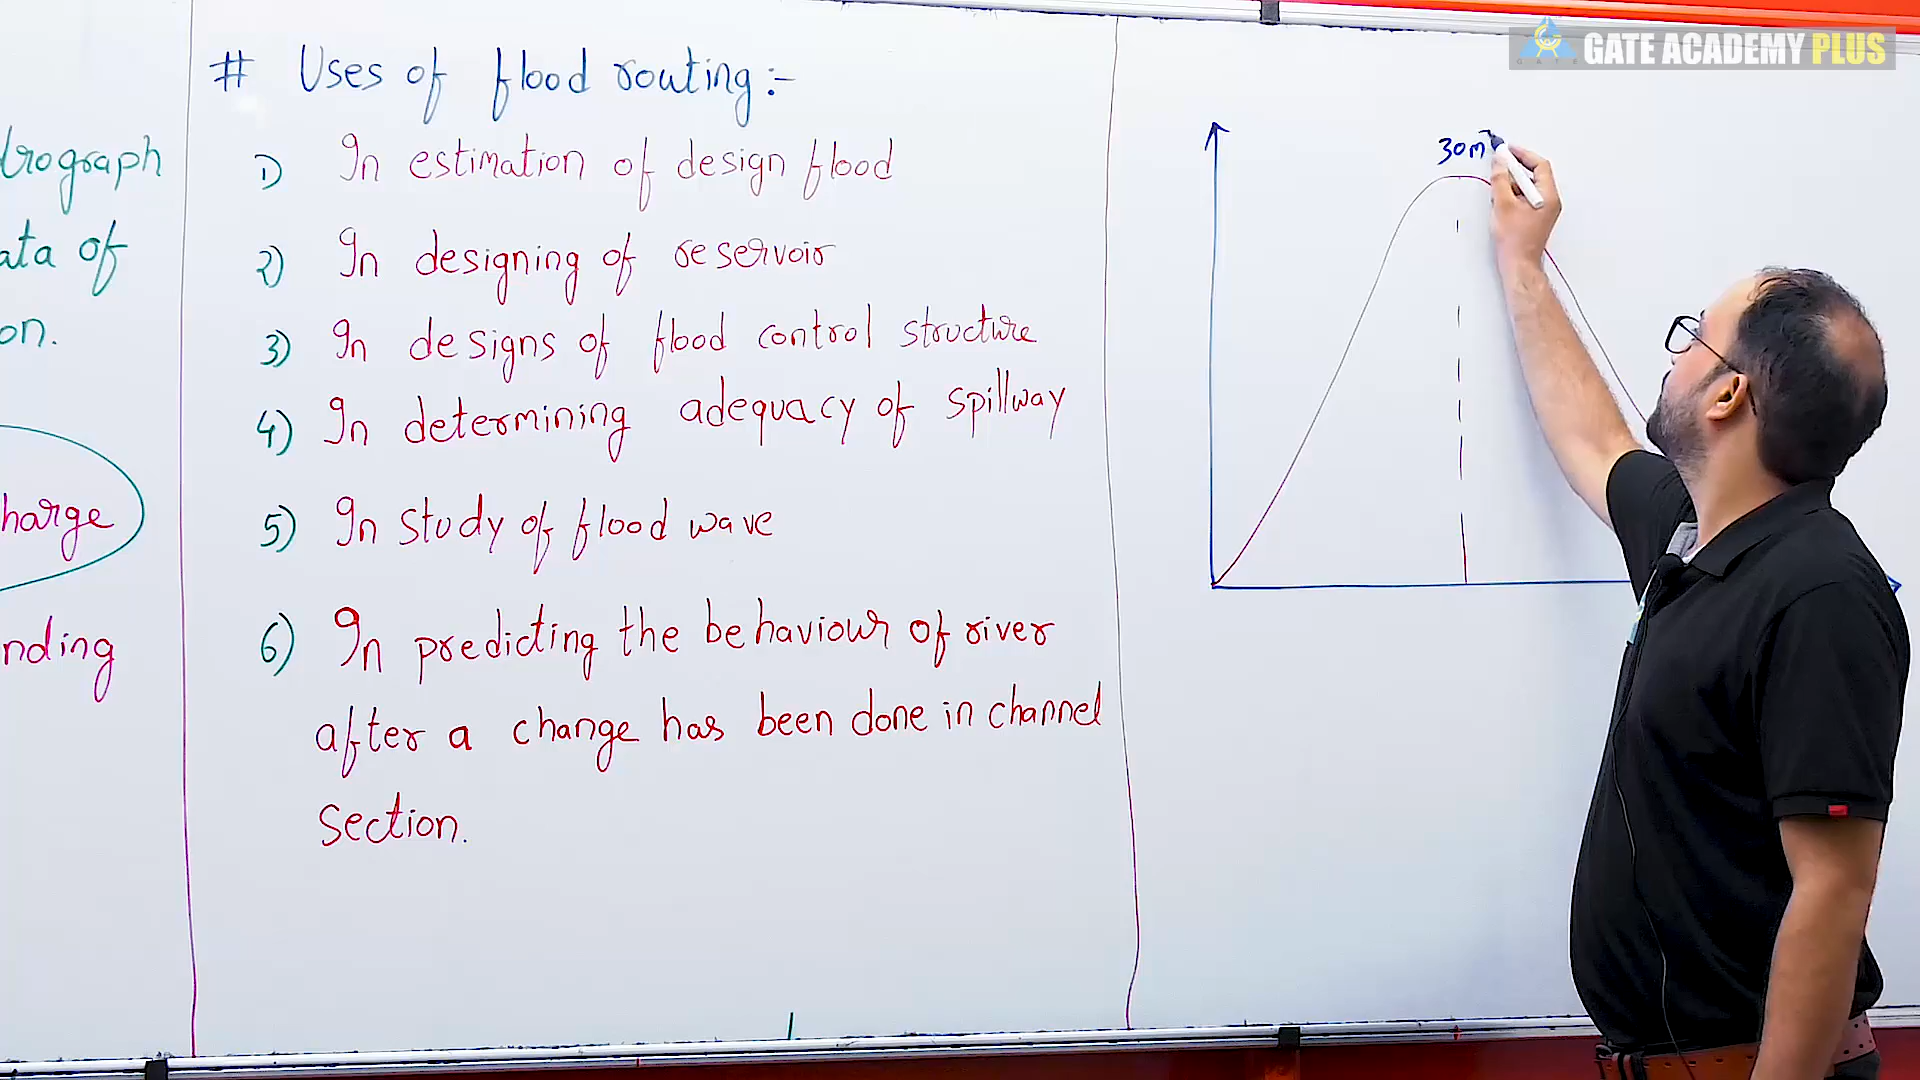 GATE ACADEMY PLUS
# Uses of flood routing :-
1) In estimation of design flood
2) In designing of reservoir
3) In designs of flood control structure
4) In determining adequacy of spillway
5) In study of flood wave
6) In predicting the behaviour of river
after a change has been done in channel
section.
ata of
on.
harge
nding
30m